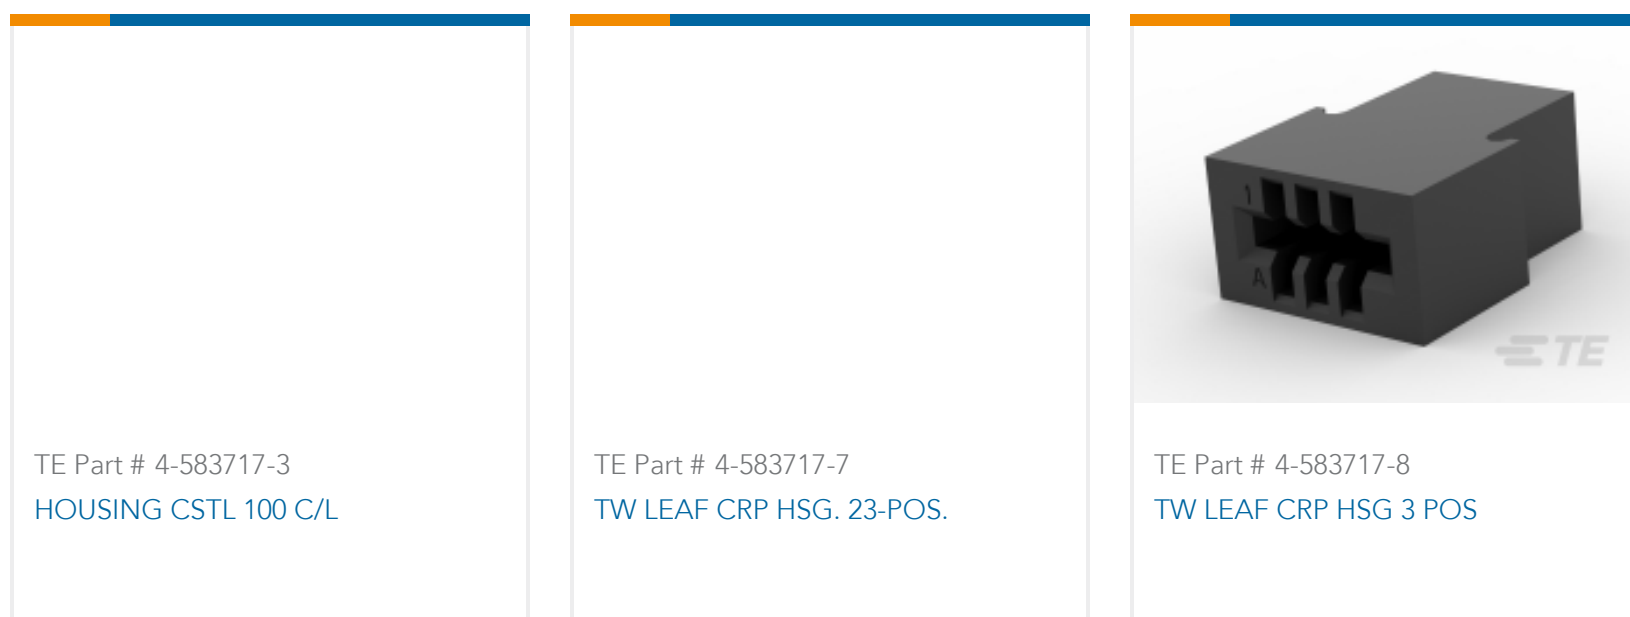 1
A
TE
TE Part # 4-583717-3
HOUSING CSTL 100 C/L
TE Part # 4-583717-7
TW LEAF CRP HSG. 23-POS.
TE Part # 4-583717-8
TW LEAF CRP HSG 3 POS